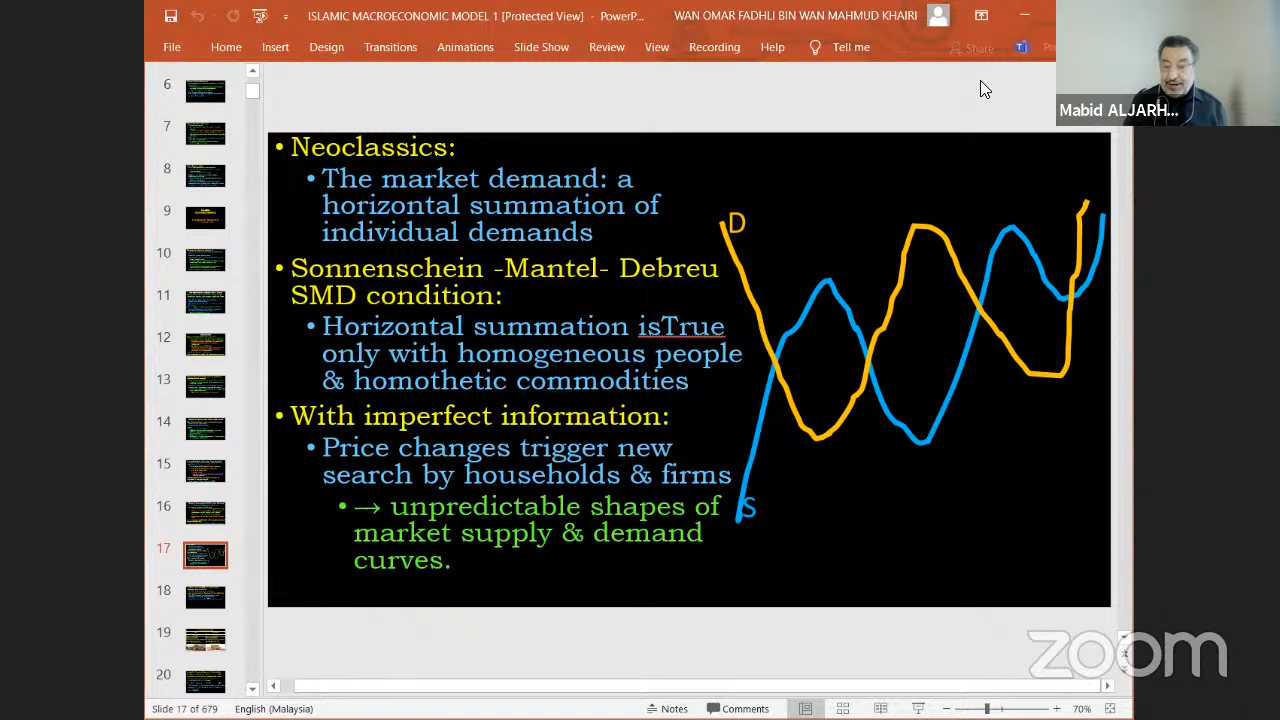 ISLAMIC MACROECONOMIC MODEL 1 [Protected View] - PowerP...
WAN OMAR FADHLI BIN WAN MAHMUD KHAIRI
File Home Insert Design Transitions Animations Slide Show Review View Recording Help Tell me Share
Mabid ALJARH...
6
7
8
9
10
11
12
13
14
15
16
17
18
19
20
• Neoclassics:
• The market demand: a
horizontal summation of
individual demands
• Sonnenschein -Mantel- Debreu
SMD condition:
• Horizontal summation isTrue
only with homogeneous people
& homothetic commodities
• With imperfect information:
• Price changes trigger new
search by households & firms
• → unpredictable shapes of
market supply & demand
curves.
D
S
zoom
Slide 17 of 679 English (Malaysia) Notes Comments 70%